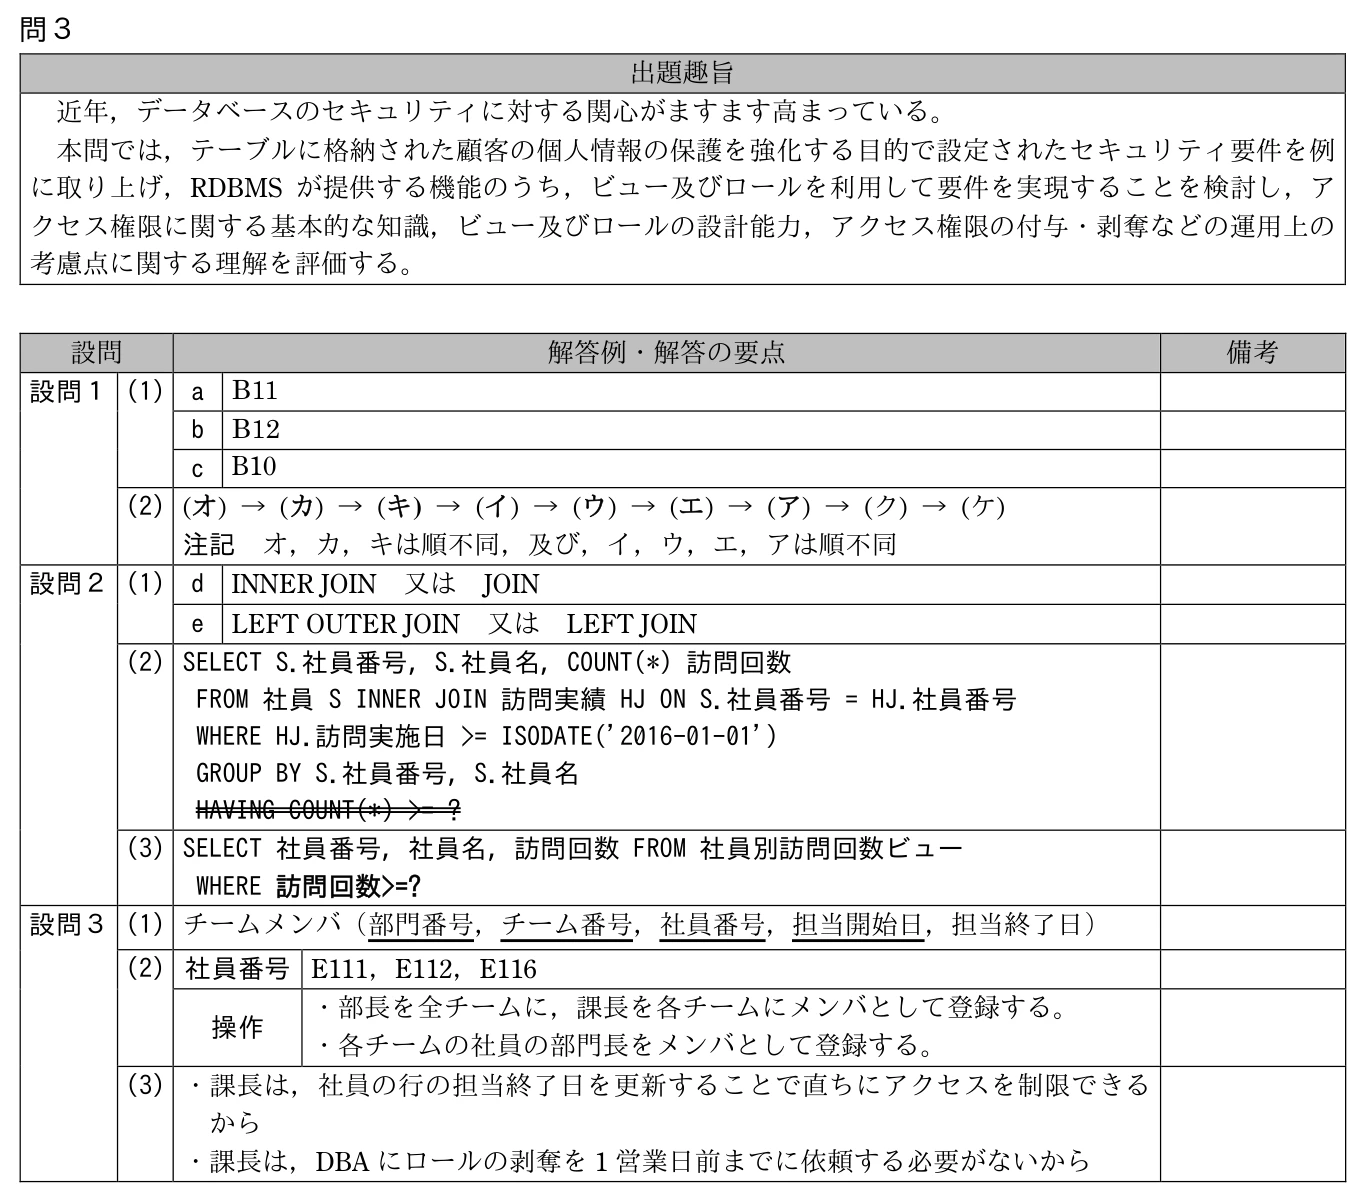 問3
出題趣旨
近年，データベースのセキュリティに対する関心がますます高まっている。
本問では，テーブルに格納された顧客の個人情報の保護を強化する目的で設定されたセキュリティ要件を例
に取り上げ，RDBMS が提供する機能のうち，ビュー及びロールを利用して要件を実現することを検討し，ア
クセス権限に関する基本的な知識，ビュー及びロールの設計能力，アクセス権限の付与・剥奪などの運用上の
考慮点に関する理解を評価する。
設問 解答例・解答の要点 備考
設問1 (1) a B11
b B12
c B10
(2) (オ) → (カ) → (キ) → (イ) → (ウ) → (エ) → (ア) → (ク) → (ケ)
注記 オ，カ，キは順不同，及び，イ，ウ，エ，アは順不同
設問2 (1) d INNER JOIN 又は JOIN
e LEFT OUTER JOIN 又は LEFT JOIN
(2) SELECT S.社員番号, S.社員名, COUNT(*) 訪問回数
FROM 社員 S INNER JOIN 訪問実績 HJ ON S.社員番号 = HJ.社員番号
WHERE HJ.訪問実施日 >= ISODATE('2016-01-01')
GROUP BY S.社員番号, S.社員名
HAVING COUNT(*) >= ?
(3) SELECT 社員番号, 社員名, 訪問回数 FROM 社員別訪問回数ビュー
WHERE 訪問回数>=?
設問3 (1) チームメンバ（部門番号，チーム番号，社員番号，担当開始日，担当終了日）
(2) 社員番号 E111，E112，E116
操作 ・部長を全チームに，課長を各チームにメンバとして登録する。
・各チームの社員の部門長をメンバとして登録する。
(3) ・課長は，社員の行の担当終了日を更新することで直ちにアクセスを制限できる
から
・課長は，DBA にロールの剥奪を 1 営業日前までに依頼する必要がないから